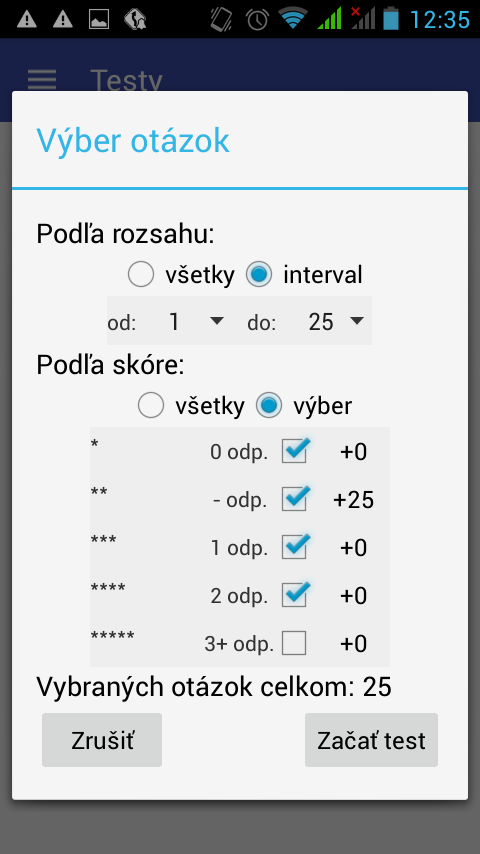 12:35
Testy
Výber otázok
Podľa rozsahu:
všetky interval
od: 1 do: 25
Podľa skóre:
všetky výber
* 0 odp. +0
** - odp. +25
*** 1 odp. +0
**** 2 odp. +0
***** 3+ odp. +0
Vybraných otázok celkom: 25
Zrušiť Začať test